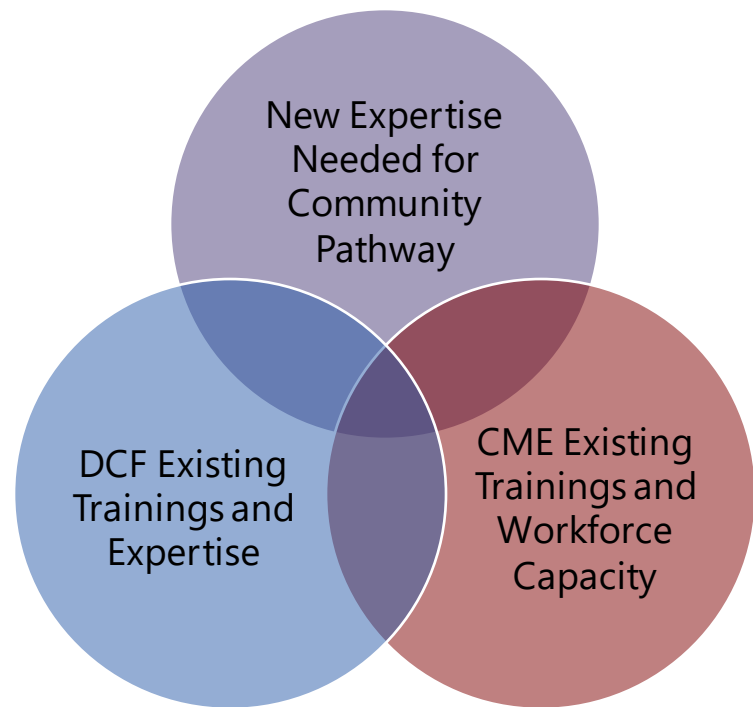 New Expertise
Needed for
Community
Pathway
DCF Existing
Trainings and
Expertise
CME Existing
Trainings and
Workforce
Capacity